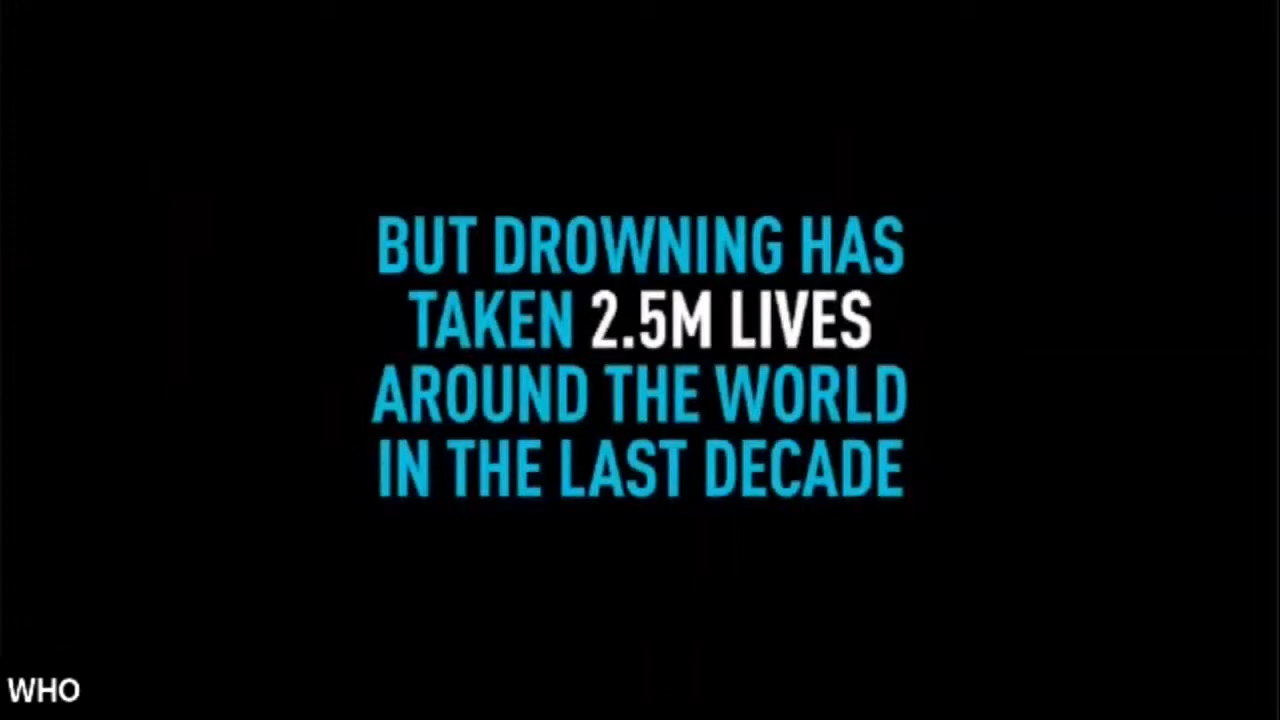 BUT DROWNING HAS
TAKEN 2.5M LIVES
AROUND THE WORLD
IN THE LAST DECADE
WHO